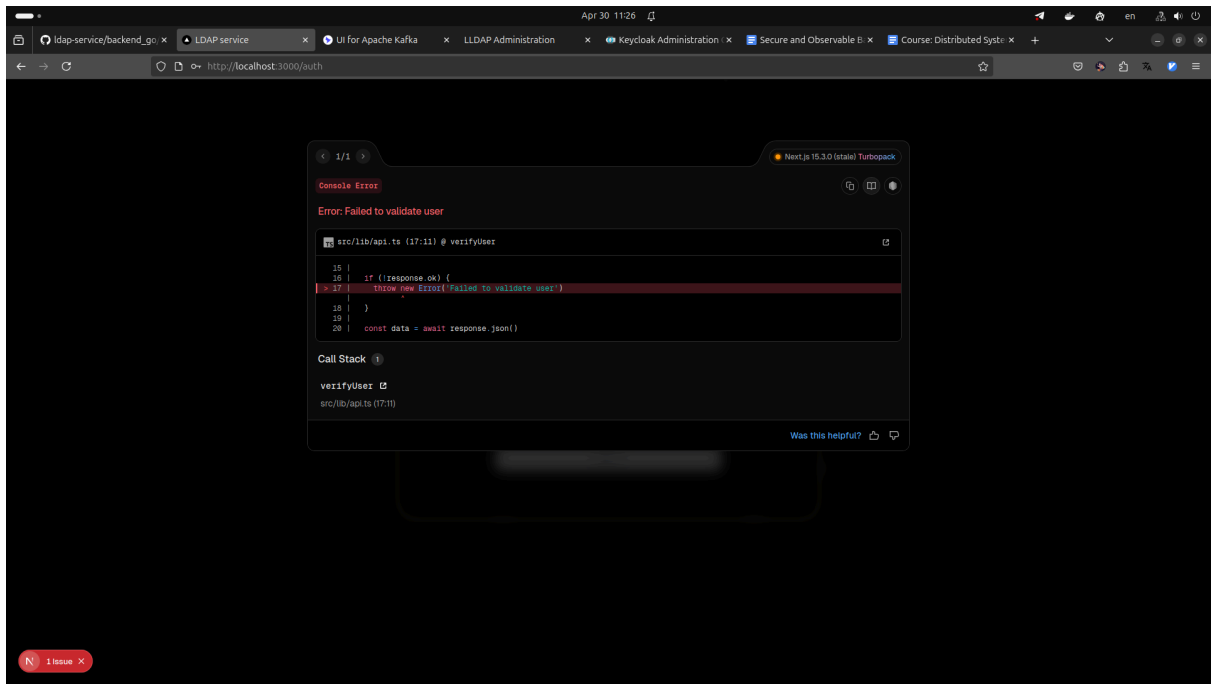 Apr 30 11:26
en
ldap-service/backend_go,
LDAP service
UI for Apache Kafka
LLDAP Administration
Keycloak Administration
Secure and Observable B
Course: Distributed Syste
http://localhost:3000/auth
1/1
Next.js 15.3.0 (stale) Turbopack
Console Error
Error: Failed to validate user
TS src/lib/api.ts (17:11) @ verifyUser
15 |
16 | if (!response.ok) {
> 17 | throw new Error('Failed to validate user')
| ^
18 | }
19 |
20 | const data = await response.json()
Call Stack 1
verifyUser
src/lib/api.ts (17:11)
Was this helpful?
N 1 Issue